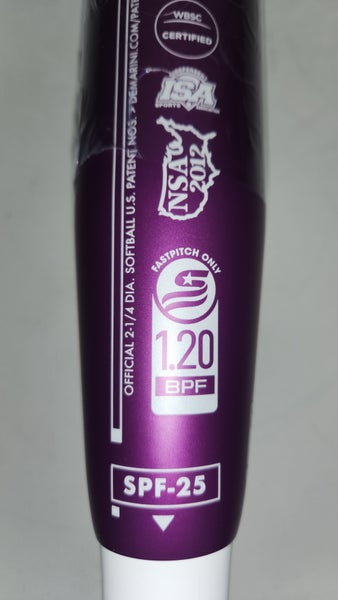 WBSC
CERTIFIED
ISA
NSA
2012
FASTPITCH ONLY
1.20
BPF
OFFICIAL 2-1/4 DIA. SOFTBALL U.S. PATENT NOS. > DEMARINI.COM/PATE
SPF-25